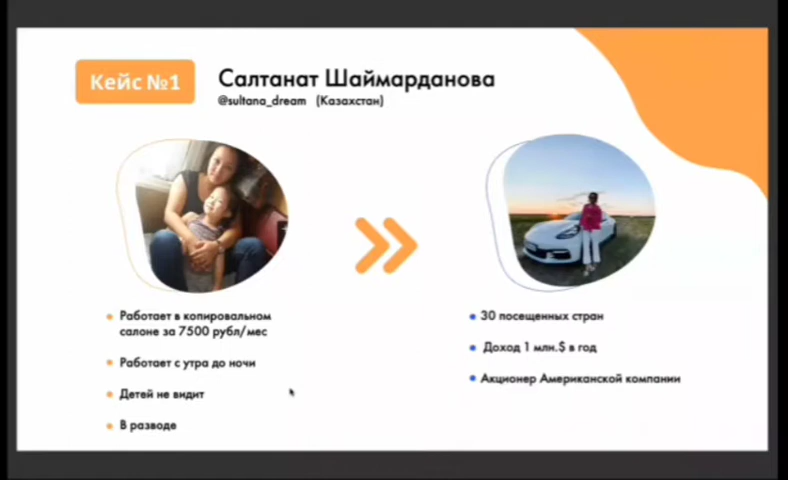 Кейс №1
Салтанат Шаймарданова
@sultana_dream (Казахстан)
Работает в копировальном
салоне за 7500 рубл/мес
Работает с утра до ночи
Детей не видит
В разводе
30 посещенных стран
Доход 1 млн.$ в год
Акционер Американской компании